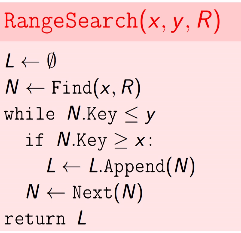 RangeSearch(x, y, R)
L ← ∅
N ← Find(x, R)
while N.Key ≤ y
if N.Key ≥ x:
L ← L.Append(N)
N ← Next(N)
return L